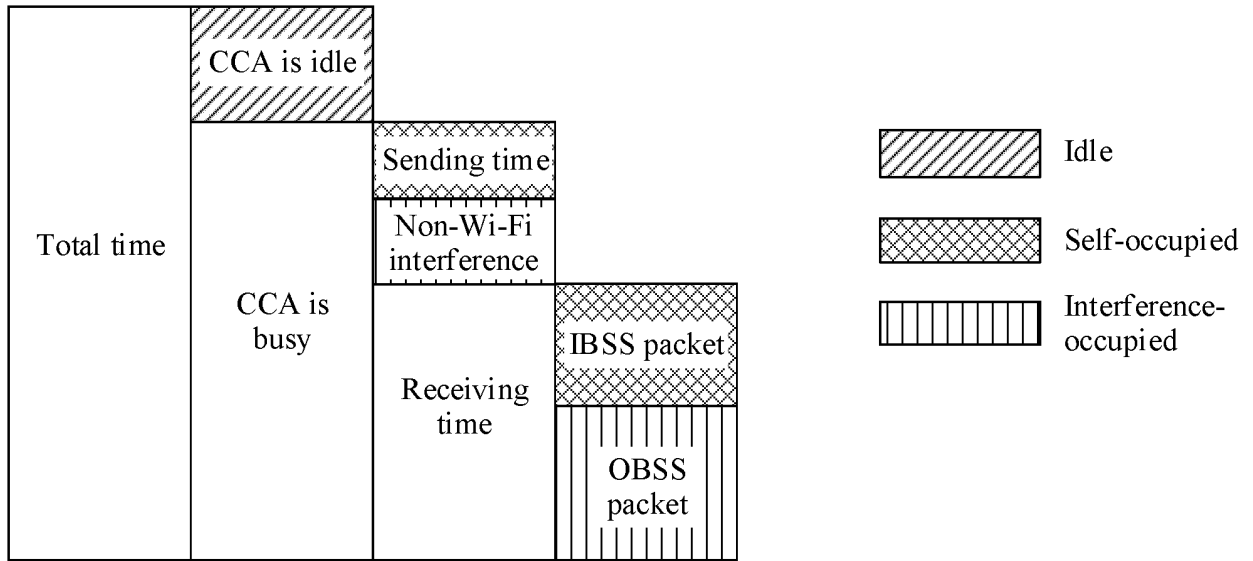 Total time
CCA is idle
CCA is
busy
Sending time
Non-Wi-Fi
interference
Receiving
time
IBSS packet
OBSS
packet
Idle
Self-occupied
Interference-
occupied